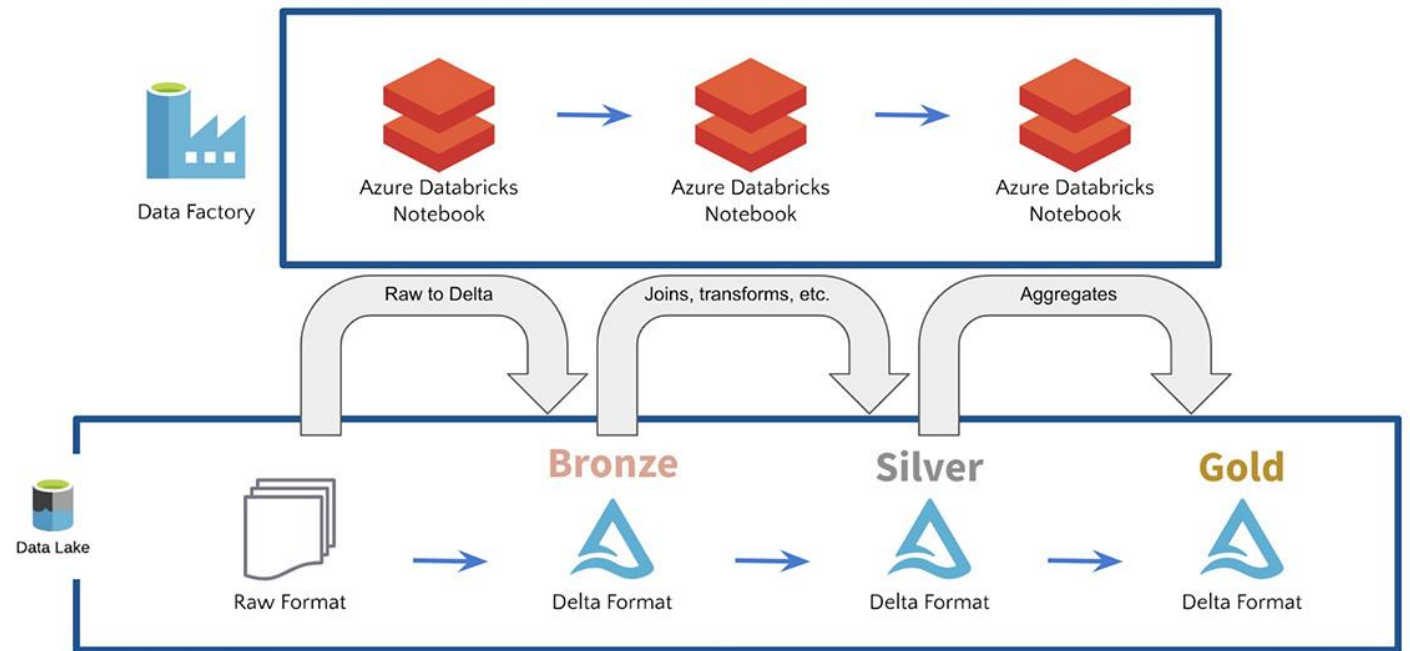 Data Factory
Azure Databricks
Notebook
Azure Databricks
Notebook
Azure Databricks
Notebook
Raw to Delta
Joins, transforms, etc.
Aggregates
Data Lake
Raw Format
Bronze
Delta Format
Silver
Delta Format
Gold
Delta Format